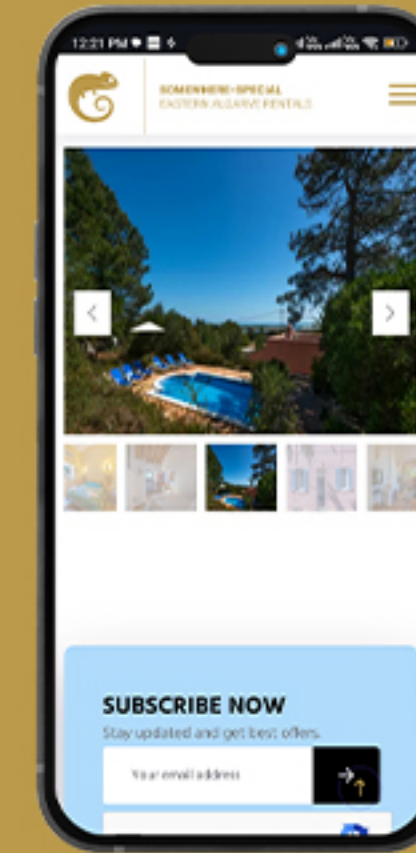 12:21 PM
SOMEWHERE-SPECIAL
EASTERN ALGARVE RENTALS
SUBSCRIBE NOW
Stay updated and get best offers.
Your email address